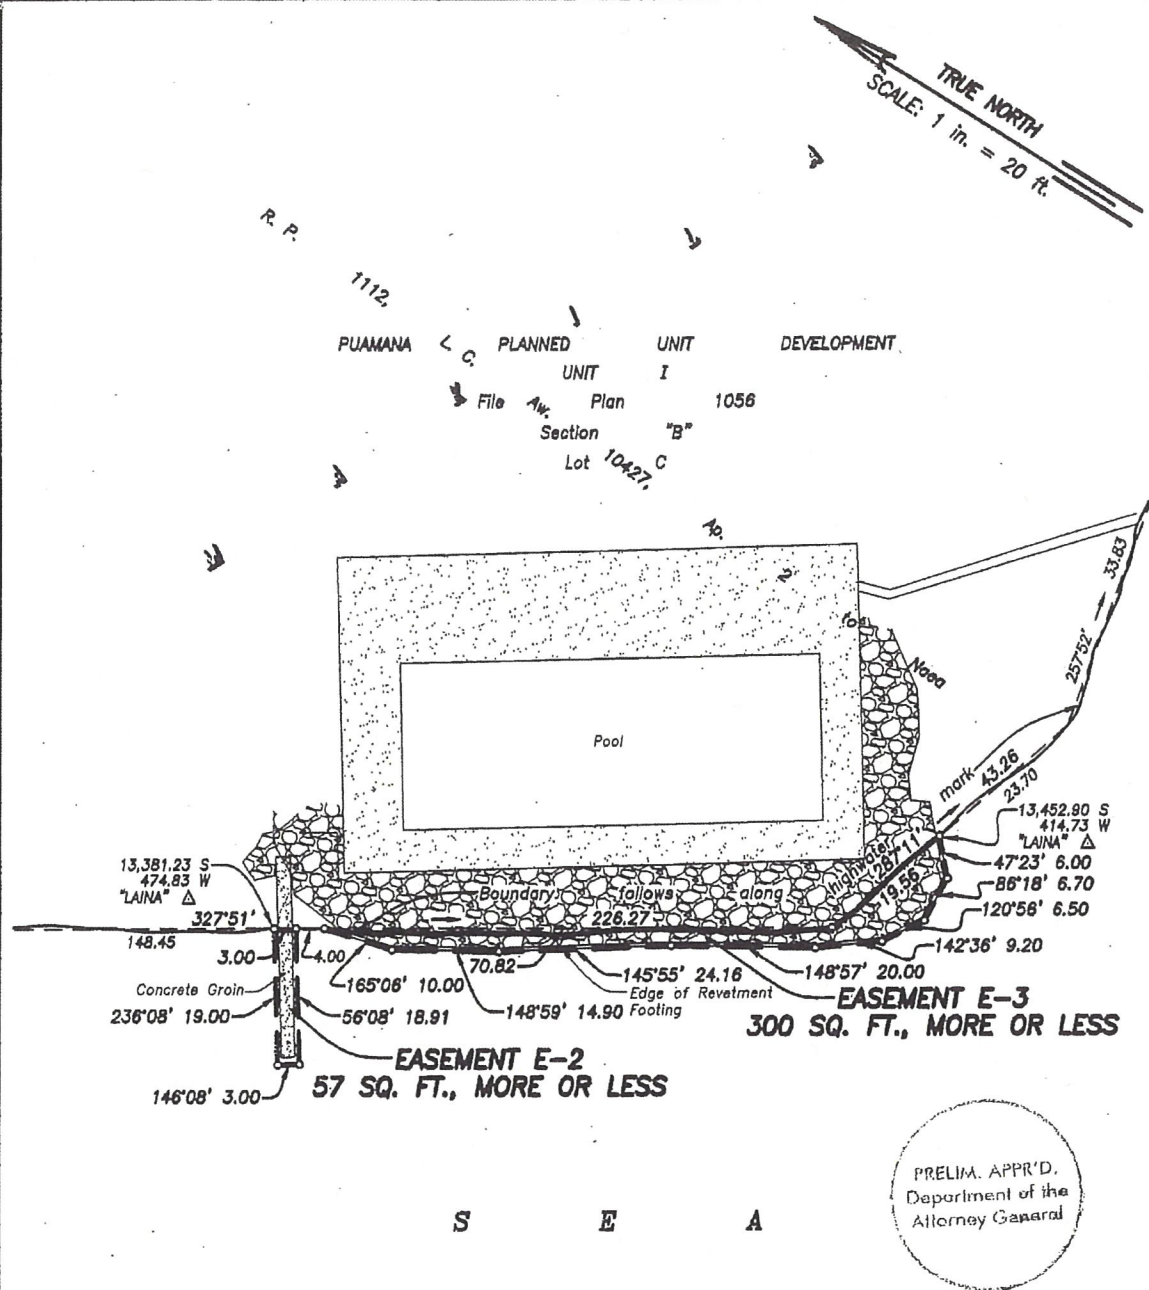 TRUE NORTH
SCALE: 1 in. = 20 ft.
R. P.
1112,
L. C.
Aw.
10427,
Ap.
2
to
Naea
PUAMANA PLANNED UNIT DEVELOPMENT
UNIT I
File Plan 1056
Section "B"
Lot C
Pool
33.83
257°52'
mark
43.26
23.70
13,452.90 S
414.73 W
"LAINA" △
47°23' 6.00
86°18' 6.70
120°56' 6.50
142°36' 9.20
148°57' 20.00
highwater
287°11'
19.56
Boundary follows along
226.27
13,381.23 S
474.83 W
"LAINA" △
327°51'
148.45
3.00
4.00
70.82
165°06' 10.00
148°59' 14.90
145°55' 24.16
Edge of Revetment
Footing
Concrete Groin
236°08' 19.00
56°08' 18.91
146°08' 3.00
EASEMENT E-3
300 SQ. FT., MORE OR LESS
EASEMENT E-2
57 SQ. FT., MORE OR LESS
S E A
PRELIM. APPR'D.
Department of the
Attorney General